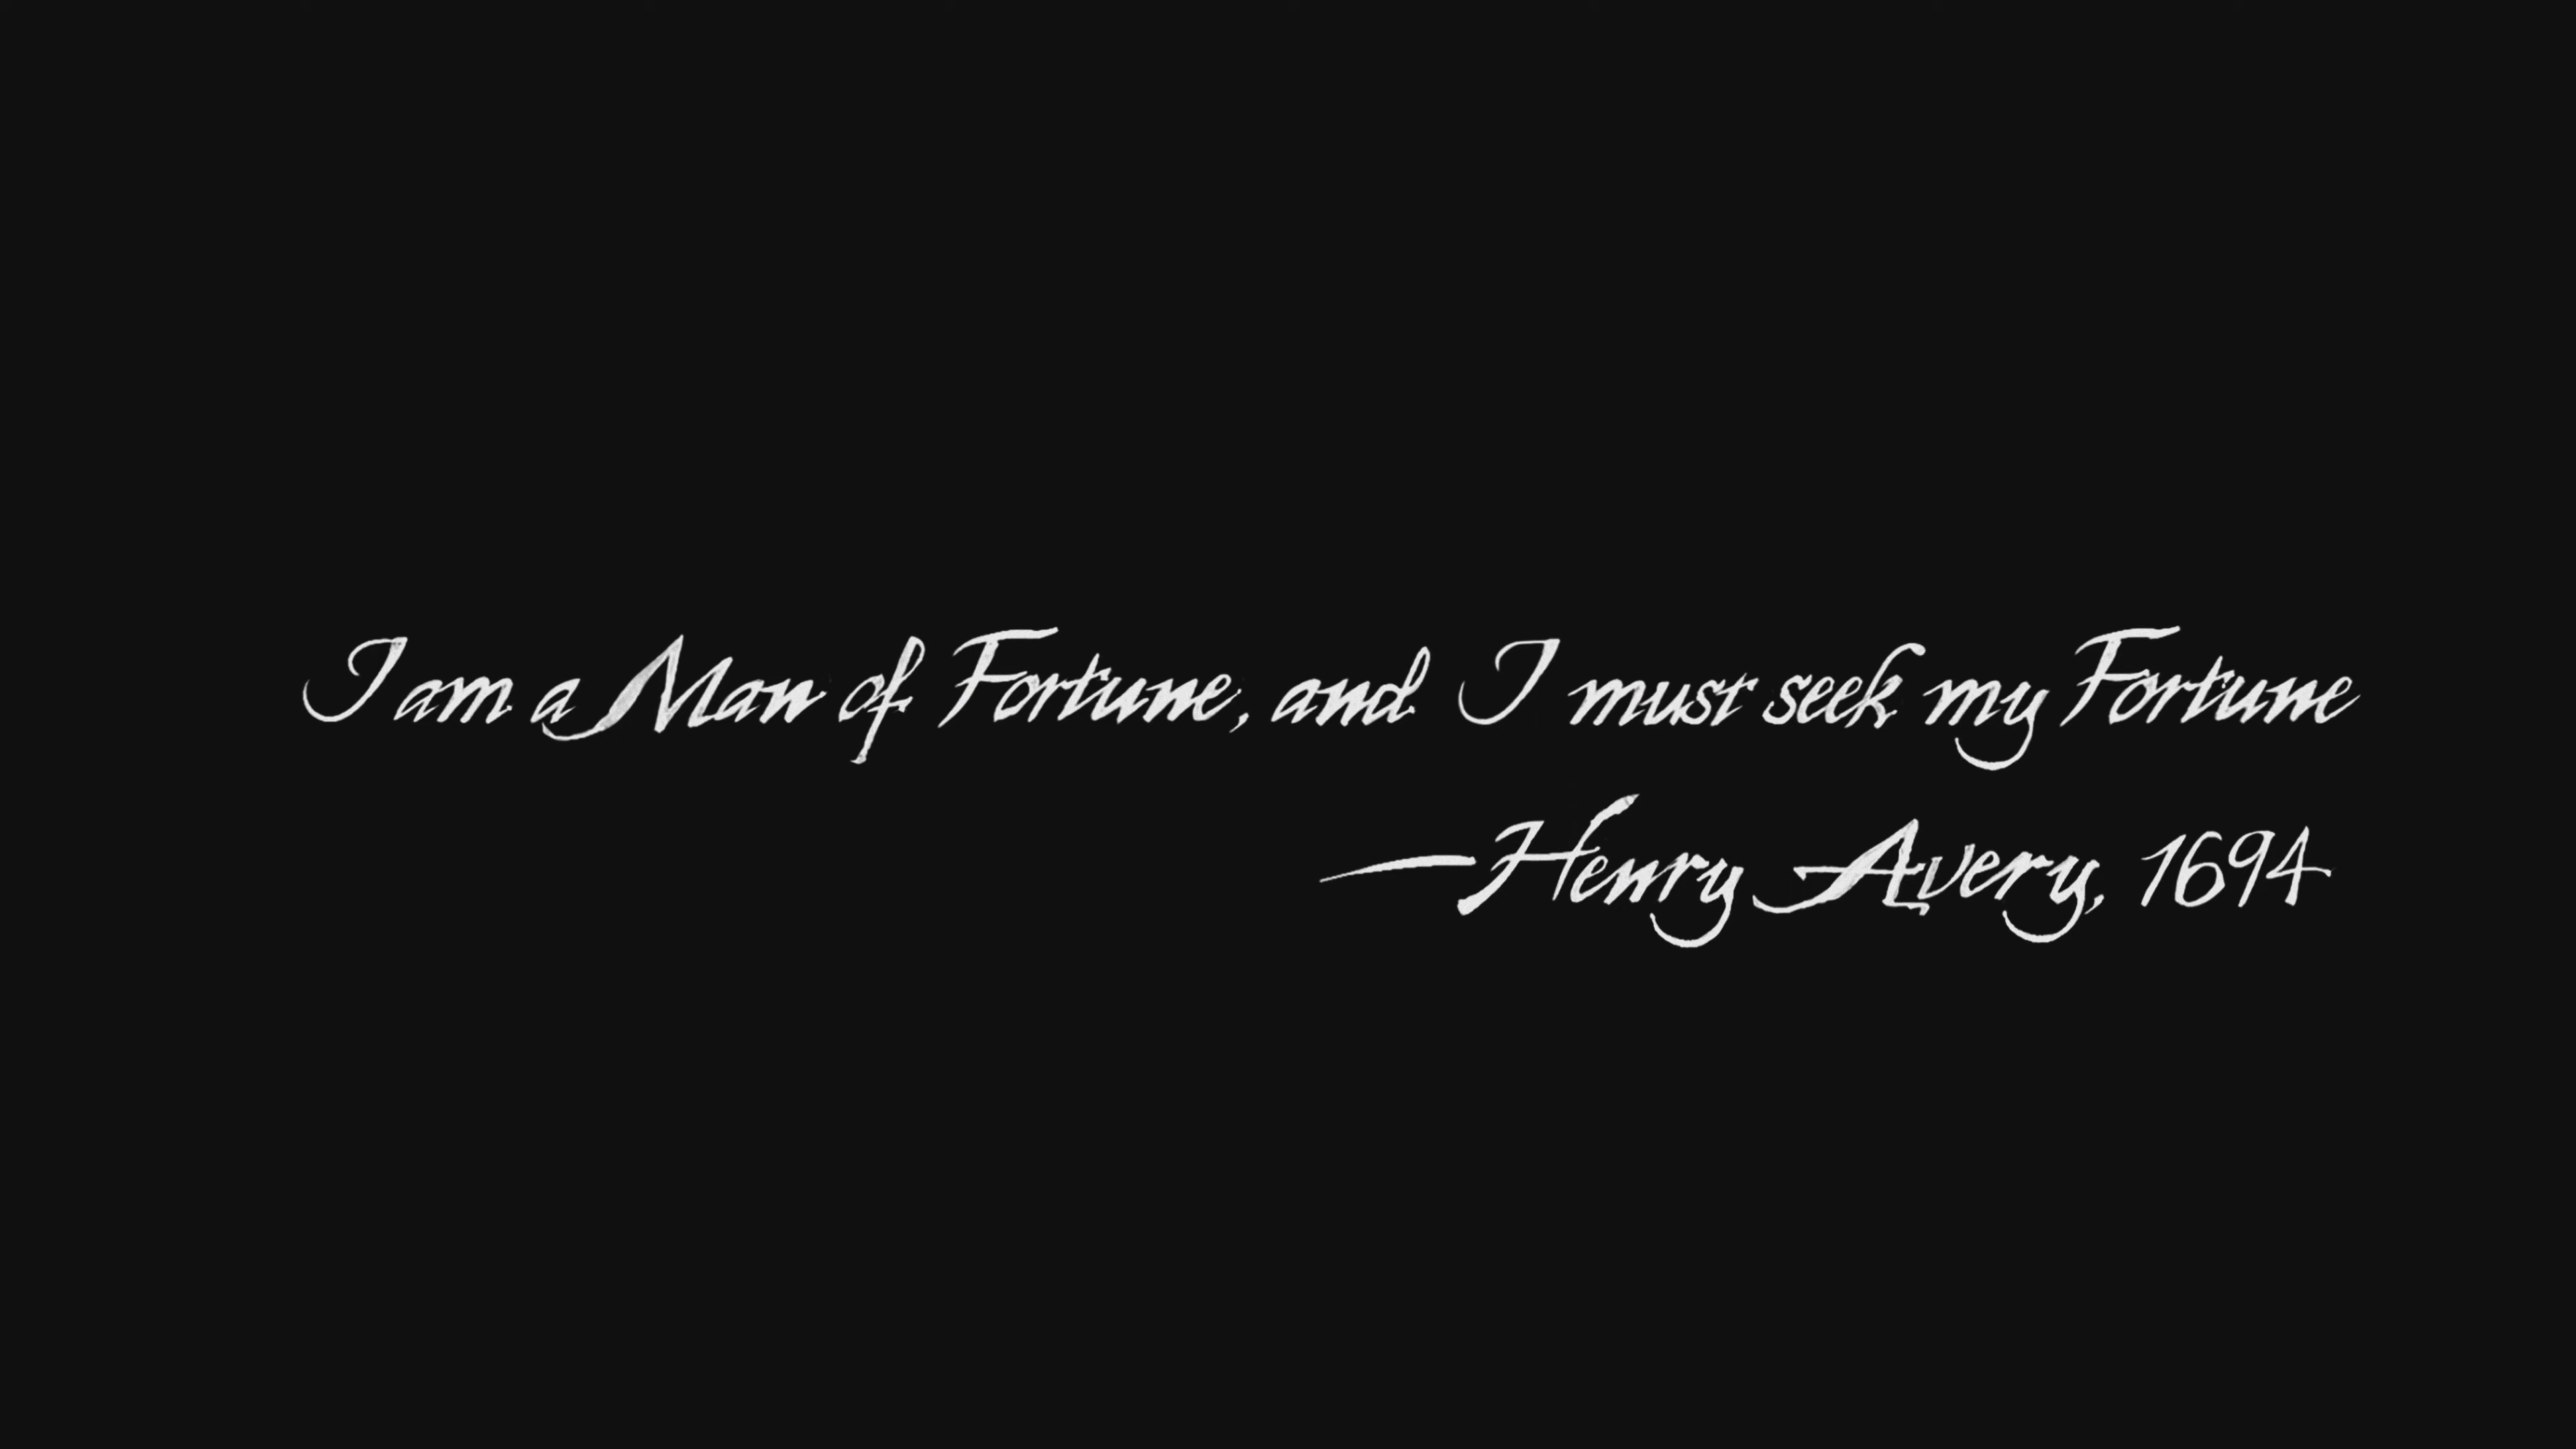 I am a Man of Fortune, and I must seek my Fortune
—Henry Avery, 1694